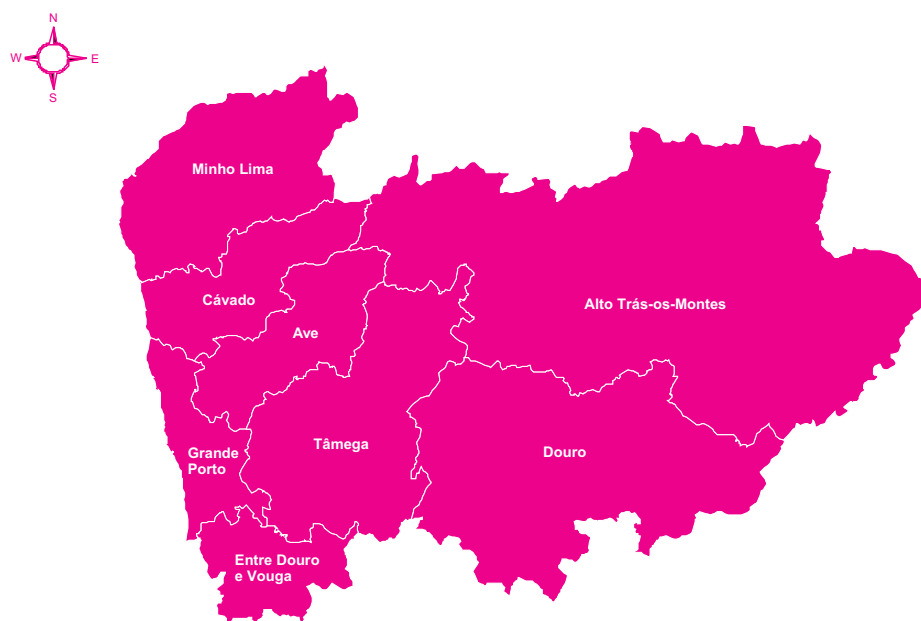 N
W E
S
Minho Lima
Cávado
Alto Trás-os-Montes
Ave
Tâmega
Grande
Porto
Douro
Entre Douro
e Vouga